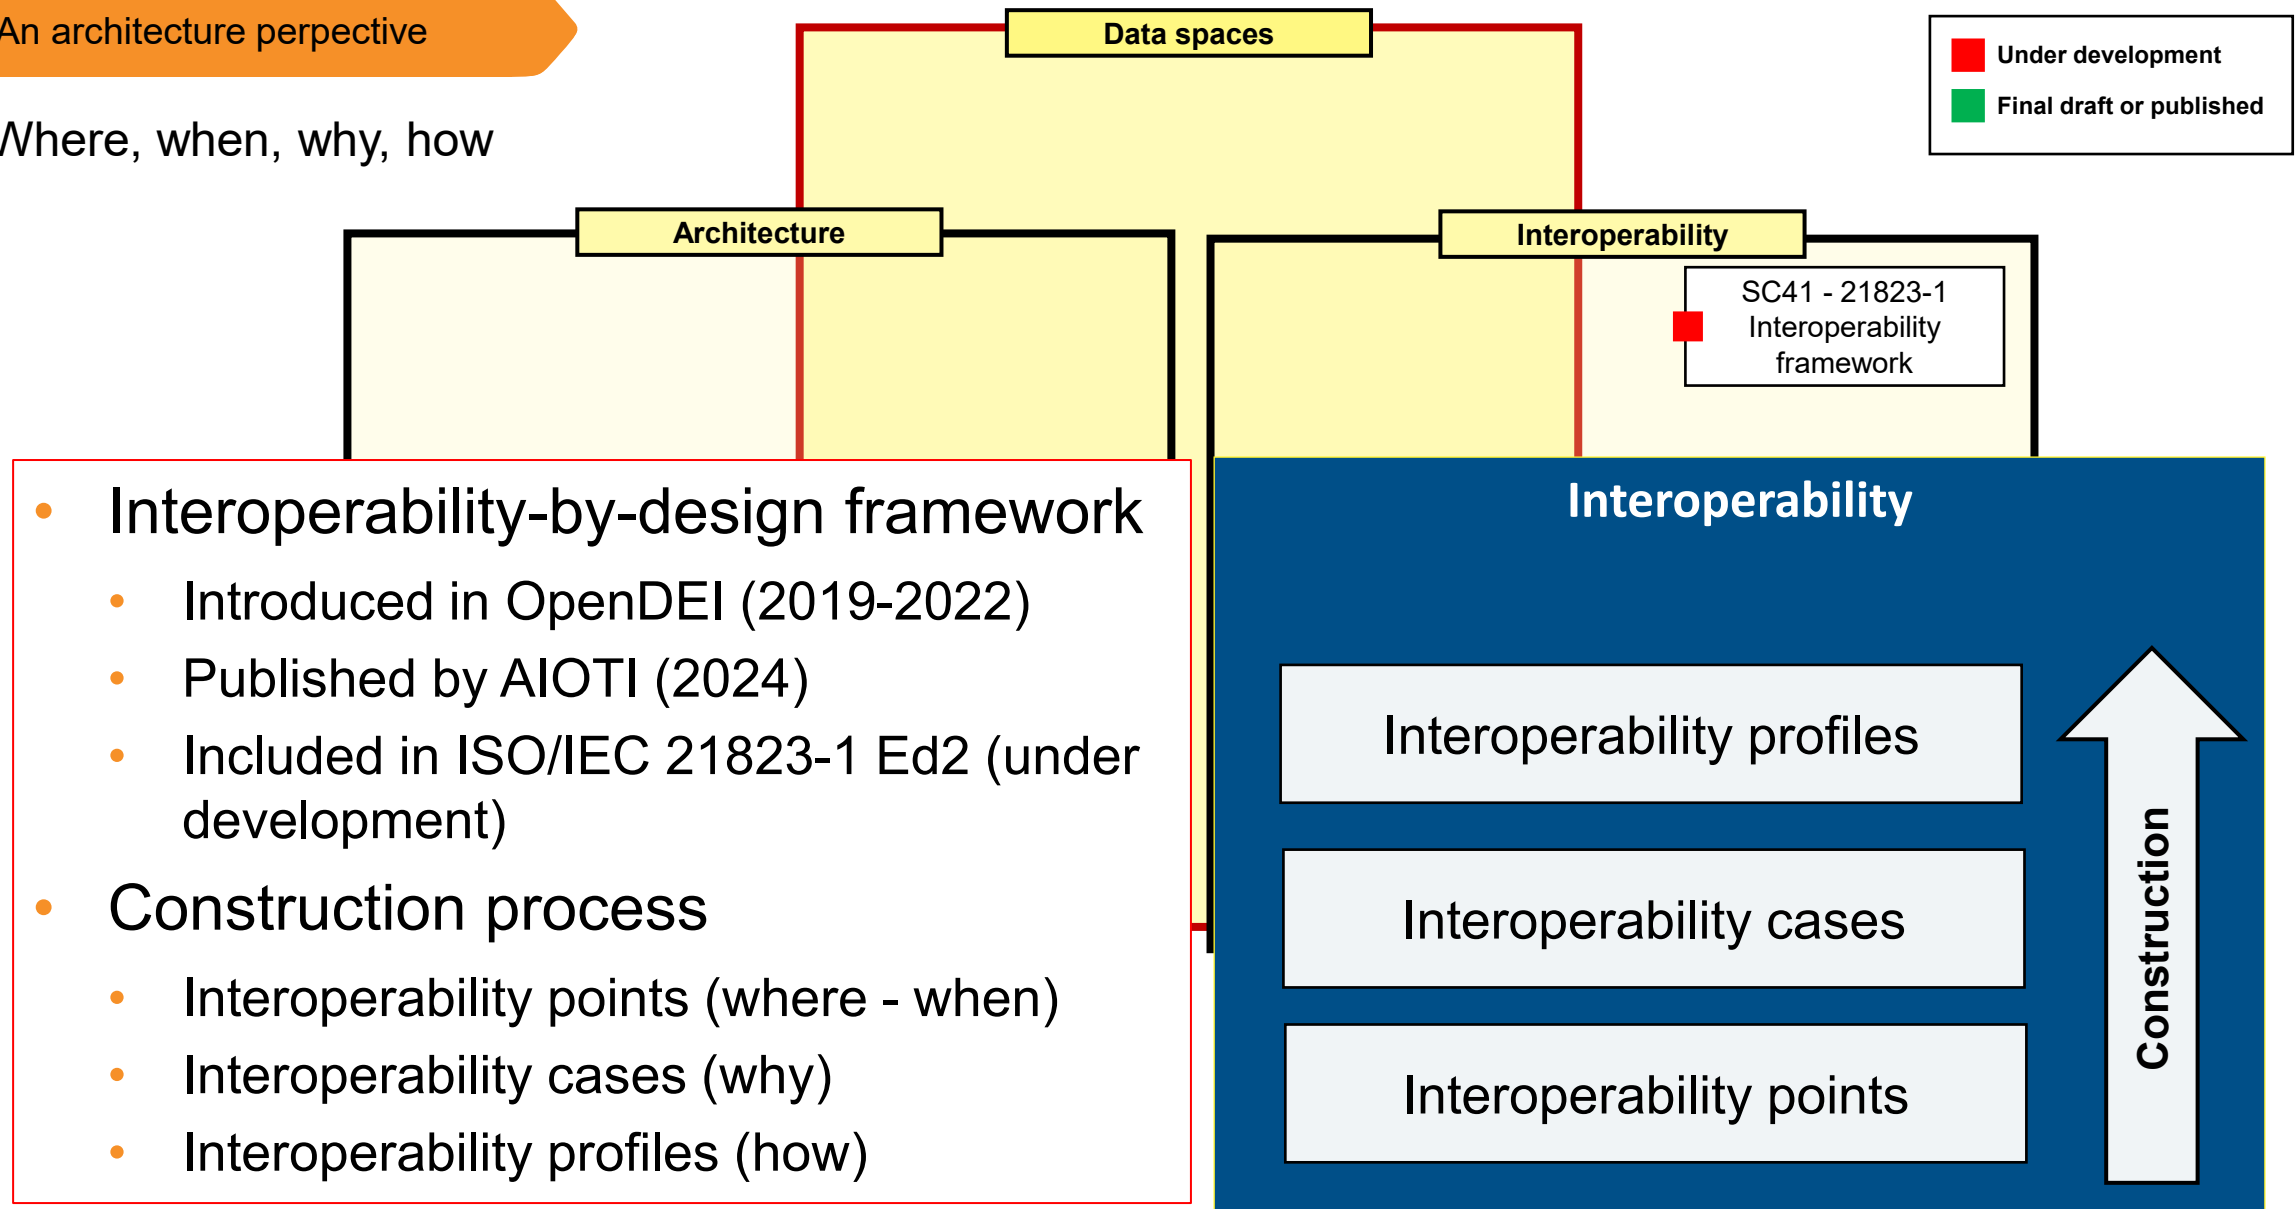 An architecture perpective
Where, when, why, how
Data spaces
Under development
Final draft or published
Architecture
Interoperability
SC41 - 21823-1
Interoperability
framework
• Interoperability-by-design framework
• Introduced in OpenDEI (2019-2022)
• Published by AIOTI (2024)
• Included in ISO/IEC 21823-1 Ed2 (under
development)
• Construction process
• Interoperability points (where - when)
• Interoperability cases (why)
• Interoperability profiles (how)
Interoperability
Interoperability profiles
Interoperability cases
Interoperability points
Construction